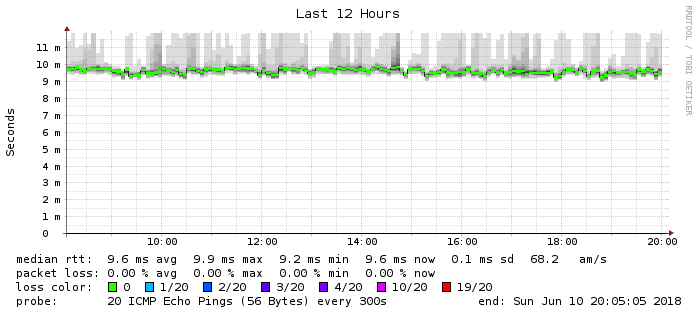 Last 12 Hours
RRDTOOL / TOBI OETIKER
Seconds
11 m
10 m
9 m
8 m
7 m
6 m
5 m
4 m
3 m
2 m
1 m
0
10:00 12:00 14:00 16:00 18:00 20:00
median rtt: 9.6 ms avg 9.9 ms max 9.2 ms min 9.6 ms now 0.1 ms sd 68.2 am/s
packet loss: 0.00 % avg 0.00 % max 0.00 % min 0.00 % now
loss color: 0 1/20 2/20 3/20 4/20 10/20 19/20
probe: 20 ICMP Echo Pings (56 Bytes) every 300s end: Sun Jun 10 20:05:05 2018